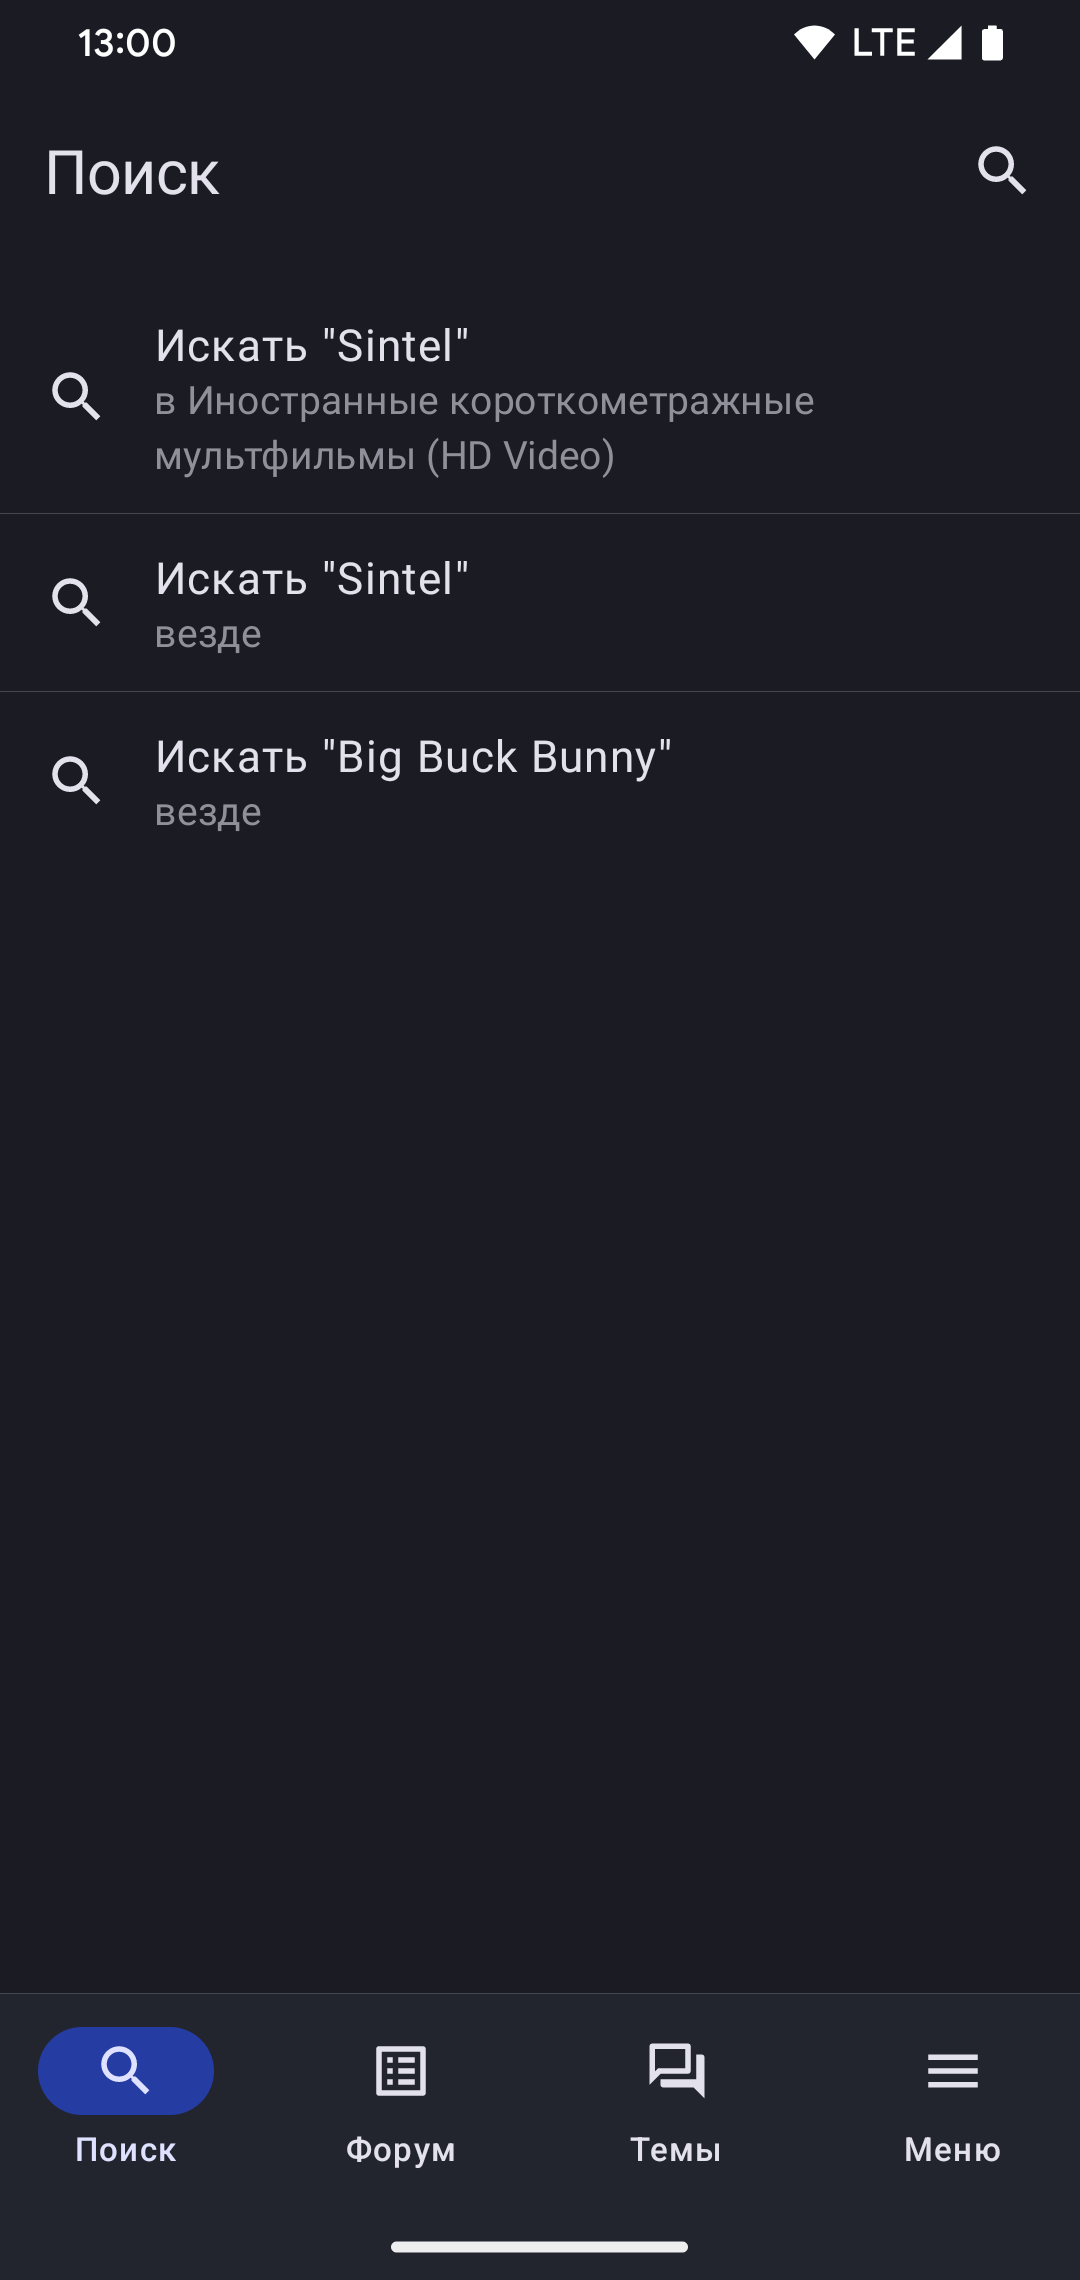 13:00
LTE
Поиск
Искать "Sintel"
в Иностранные короткометражные
мультфильмы (HD Video)
Искать "Sintel"
везде
Искать "Big Buck Bunny"
везде
Поиск
Форум
Темы
Меню